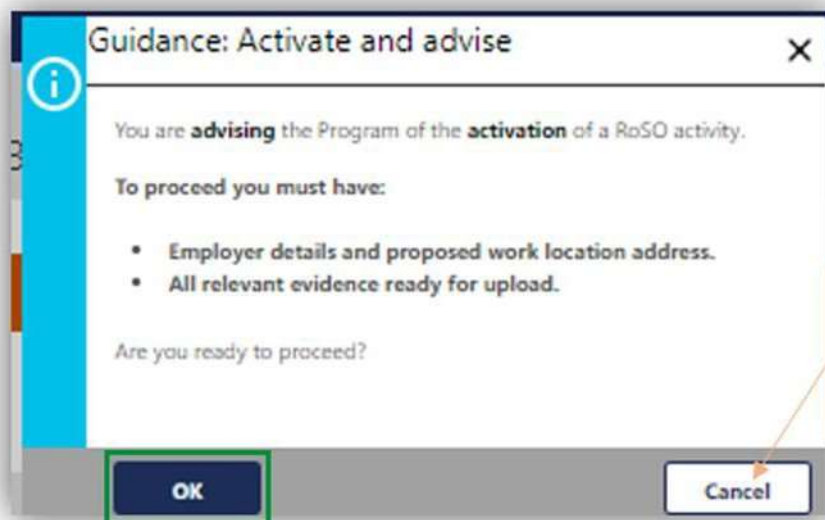 Guidance: Activate and advise
You are advising the Program of the activation of a RoSO activity.
To proceed you must have:
• Employer details and proposed work location address.
• All relevant evidence ready for upload.
Are you ready to proceed?
OK
Cancel